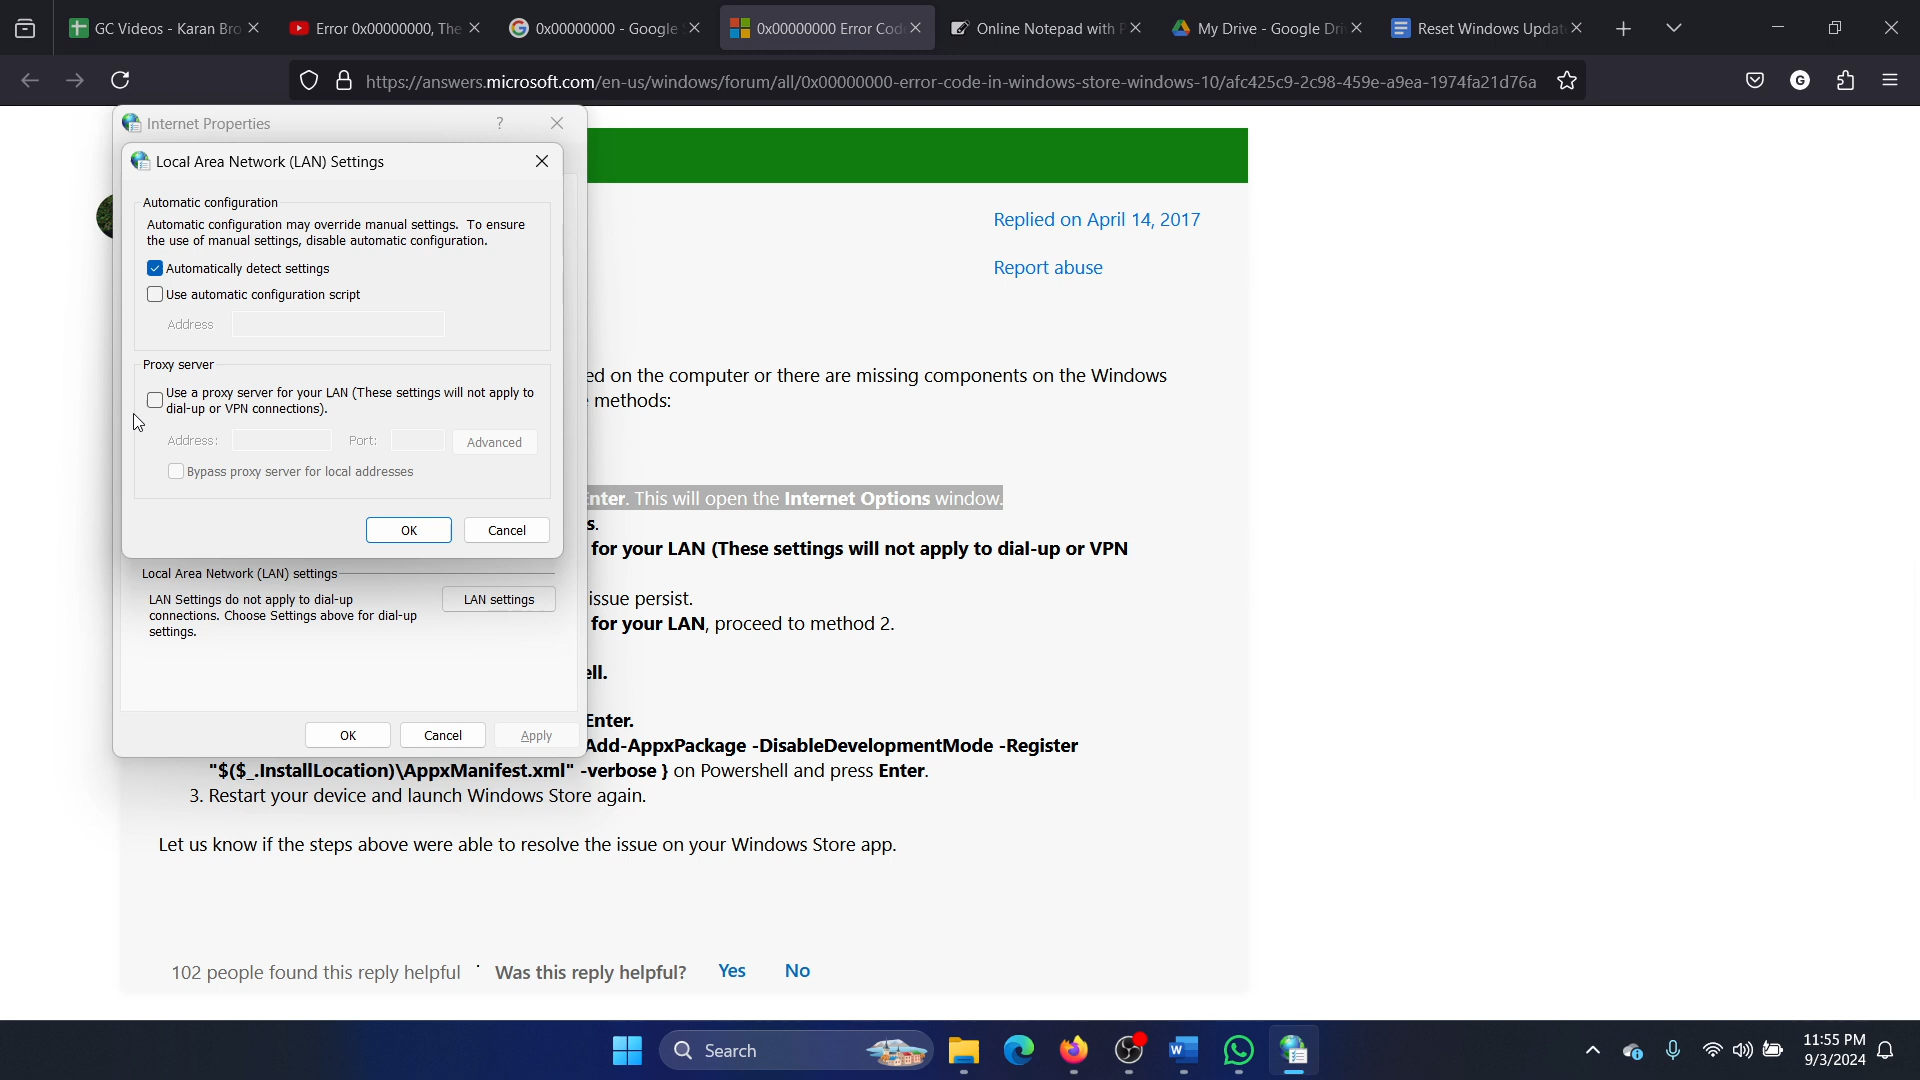 GC Videos - Karan Bro
Error 0x00000000, The
0x00000000 - Google
0x00000000 Error Cod
Online Notepad with
My Drive - Google Dri
Reset Windows Updat
https://answers.microsoft.com/en-us/windows/forum/all/0x00000000-error-code-in-windows-store-windows-10/afc425c9-2c98-459e-a9ea-1974fa21d76a
G
Internet Properties
?
Local Area Network (LAN) Settings
Automatic configuration
Automatic configuration may override manual settings. To ensure
the use of manual settings, disable automatic configuration.
Automatically detect settings
Use automatic configuration script
Address
Proxy server
Use a proxy server for your LAN (These settings will not apply to
dial-up or VPN connections).
Address:
Port:
Advanced
Bypass proxy server for local addresses
OK
Cancel
Local Area Network (LAN) settings
LAN Settings do not apply to dial-up
connections. Choose Settings above for dial-up
settings.
LAN settings
OK
Cancel
Apply
Replied on April 14, 2017
Report abuse
ed on the computer or there are missing components on the Windows
methods:
Enter. This will open the Internet Options window.
s.
for your LAN (These settings will not apply to dial-up or VPN
issue persist.
for your LAN, proceed to method 2.
ell.
Enter.
Add-AppxPackage -DisableDevelopmentMode -Register
"$($_.InstallLocation)\AppxManifest.xml" -verbose } on Powershell and press Enter.
3. Restart your device and launch Windows Store again.
Let us know if the steps above were able to resolve the issue on your Windows Store app.
102 people found this reply helpful
·
Was this reply helpful?
Yes
No
Search
11:55 PM
9/3/2024